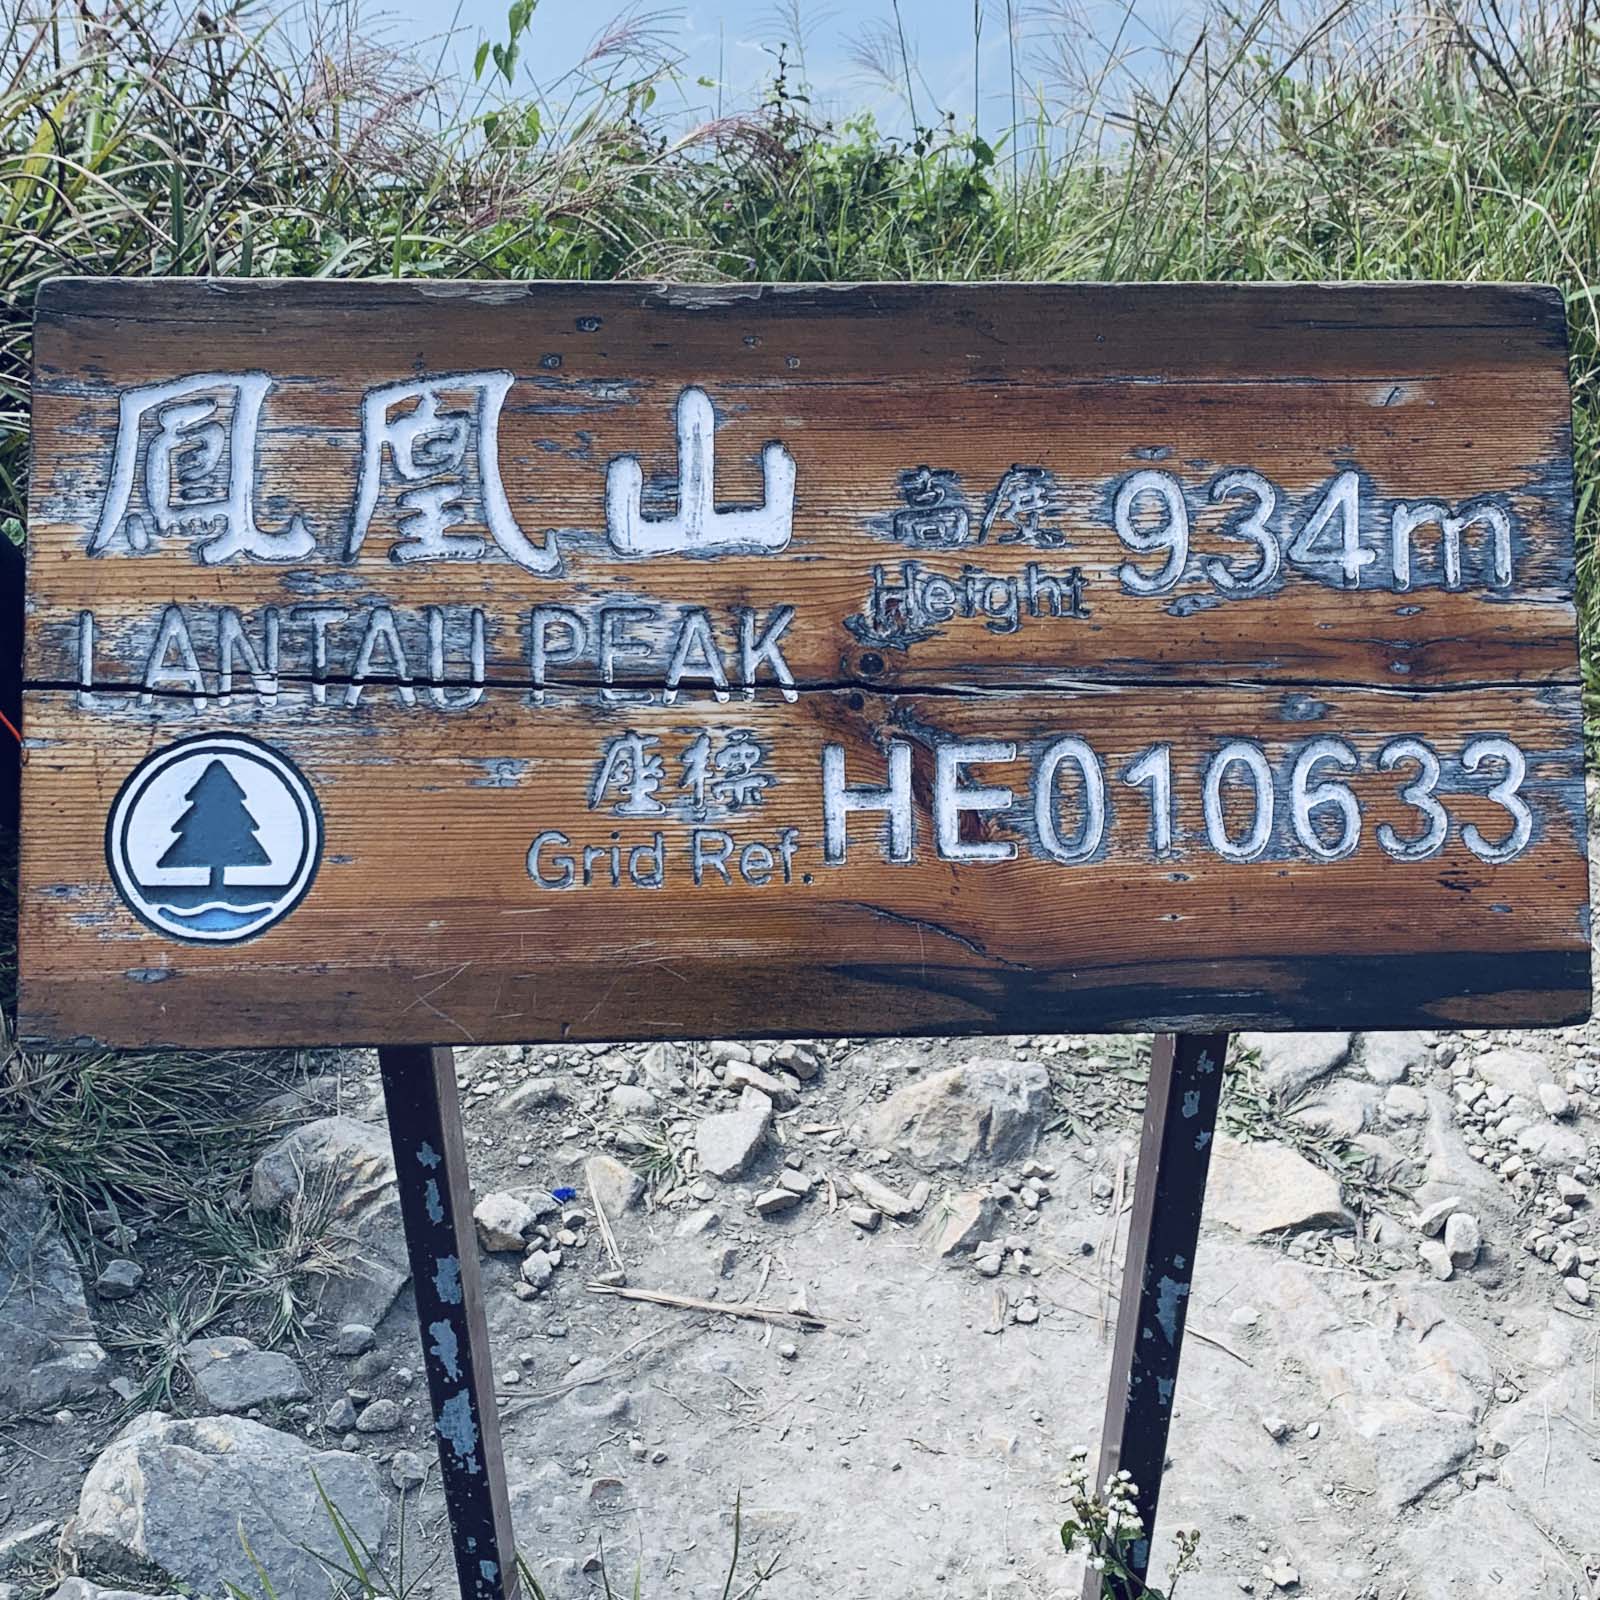 鳳凰山
LANTAU PEAK
高度
Height
934m
座標
Grid Ref.
HE010633